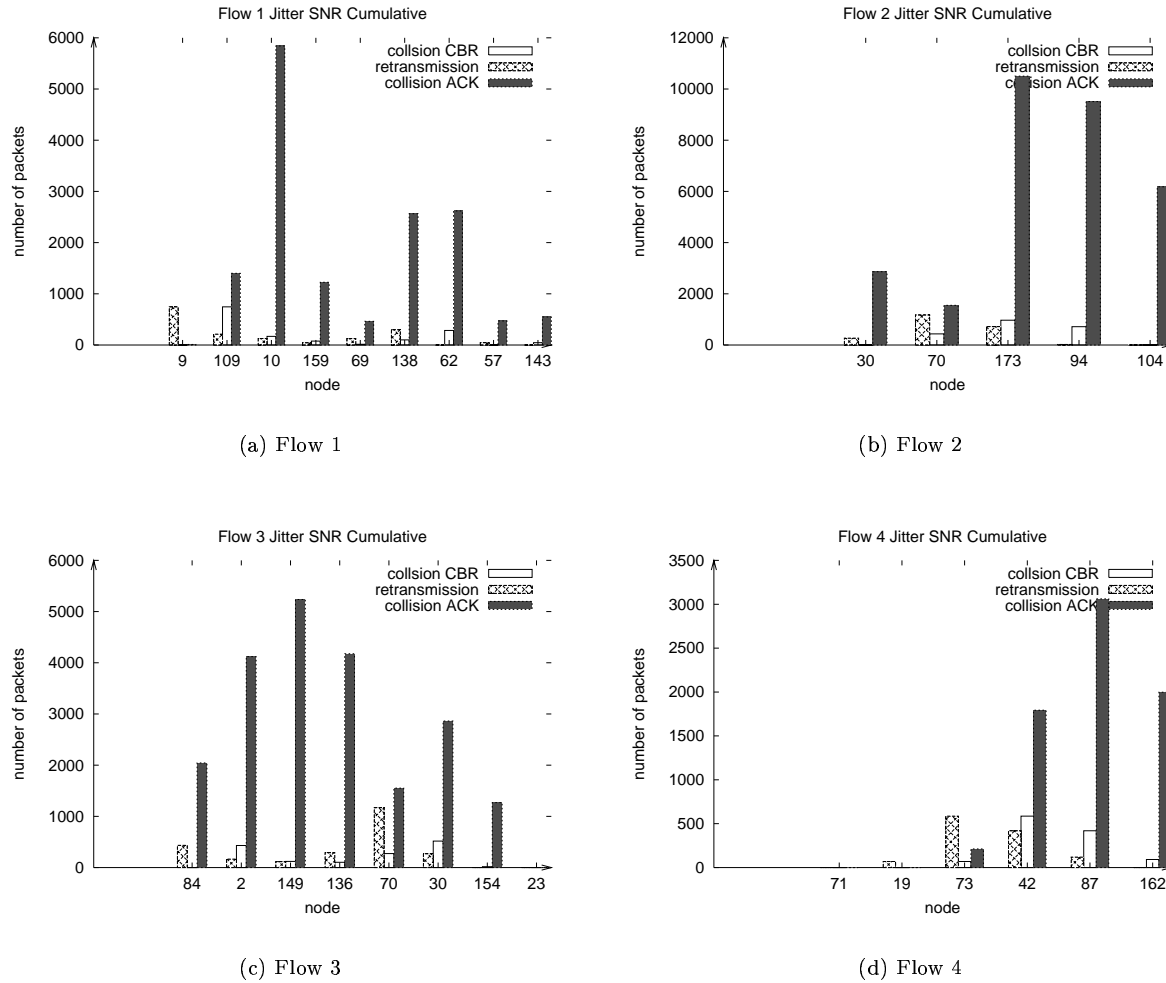 Flow 1 Jitter SNR Cumulative
6000
5000
4000
3000
2000
1000
0
number of packets
collsion CBR
retransmission
collision ACK
9 109 10 159 69 138 62 57 143
node
(a) Flow 1
Flow 2 Jitter SNR Cumulative
12000
10000
8000
6000
4000
2000
0
number of packets
collsion CBR
retransmission
collision ACK
30 70 173 94 104
node
(b) Flow 2
Flow 3 Jitter SNR Cumulative
6000
5000
4000
3000
2000
1000
0
number of packets
collsion CBR
retransmission
collision ACK
84 2 149 136 70 30 154 23
node
(c) Flow 3
Flow 4 Jitter SNR Cumulative
3500
3000
2500
2000
1500
1000
500
0
number of packets
collsion CBR
retransmission
collision ACK
71 19 73 42 87 162
node
(d) Flow 4